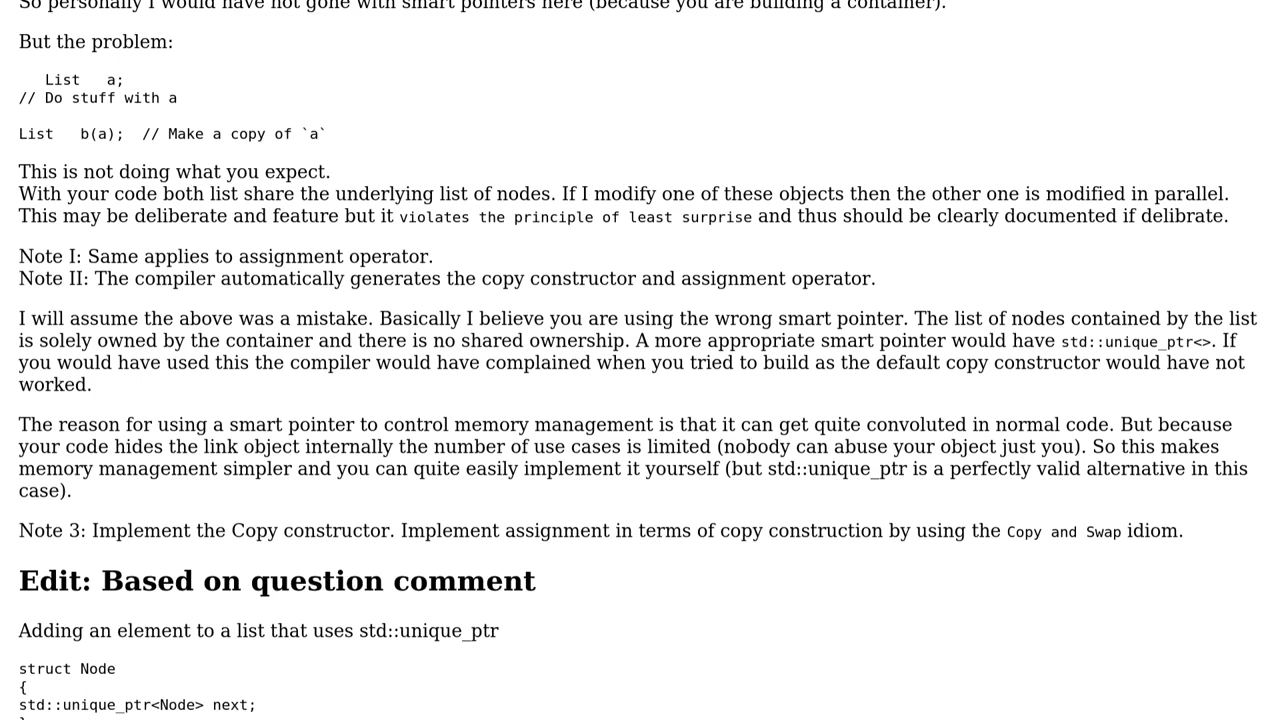 So personally I would have not gone with smart pointers here (because you are building a container).
But the problem:
List   a;
// Do stuff with a
List   b(a);  // Make a copy of `a`
This is not doing what you expect.
With your code both list share the underlying list of nodes. If I modify one of these objects then the other one is modified in parallel.
This may be deliberate and feature but it violates the principle of least surprise and thus should be clearly documented if delibrate.
Note I: Same applies to assignment operator.
Note II: The compiler automatically generates the copy constructor and assignment operator.
I will assume the above was a mistake. Basically I believe you are using the wrong smart pointer. The list of nodes contained by the list
is solely owned by the container and there is no shared ownership. A more appropriate smart pointer would have std::unique_ptr<>. If
you would have used this the compiler would have complained when you tried to build as the default copy constructor would have not
worked.
The reason for using a smart pointer to control memory management is that it can get quite convoluted in normal code. But because
your code hides the link object internally the number of use cases is limited (nobody can abuse your object just you). So this makes
memory management simpler and you can quite easily implement it yourself (but std::unique_ptr is a perfectly valid alternative in this
case).
Note 3: Implement the Copy constructor. Implement assignment in terms of copy construction by using the Copy and Swap idiom.
Edit: Based on question comment
Adding an element to a list that uses std::unique_ptr
struct Node
{
std::unique_ptr<Node> next;